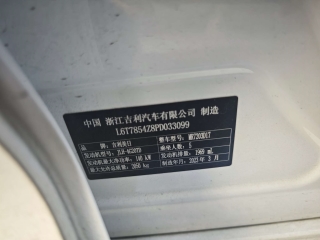 中国 浙江吉利汽车有限公司 制造
L6T7854Z8PD033099
品牌：吉利美日 整车型号：MR7203D17
发动机型号：JLH-4G20TD 乘坐人数：5
发动机最大净功率：140 kW 发动机排量：1969 mL
最大允许总质量：2050 kg 制造年月：2023 年 3 月